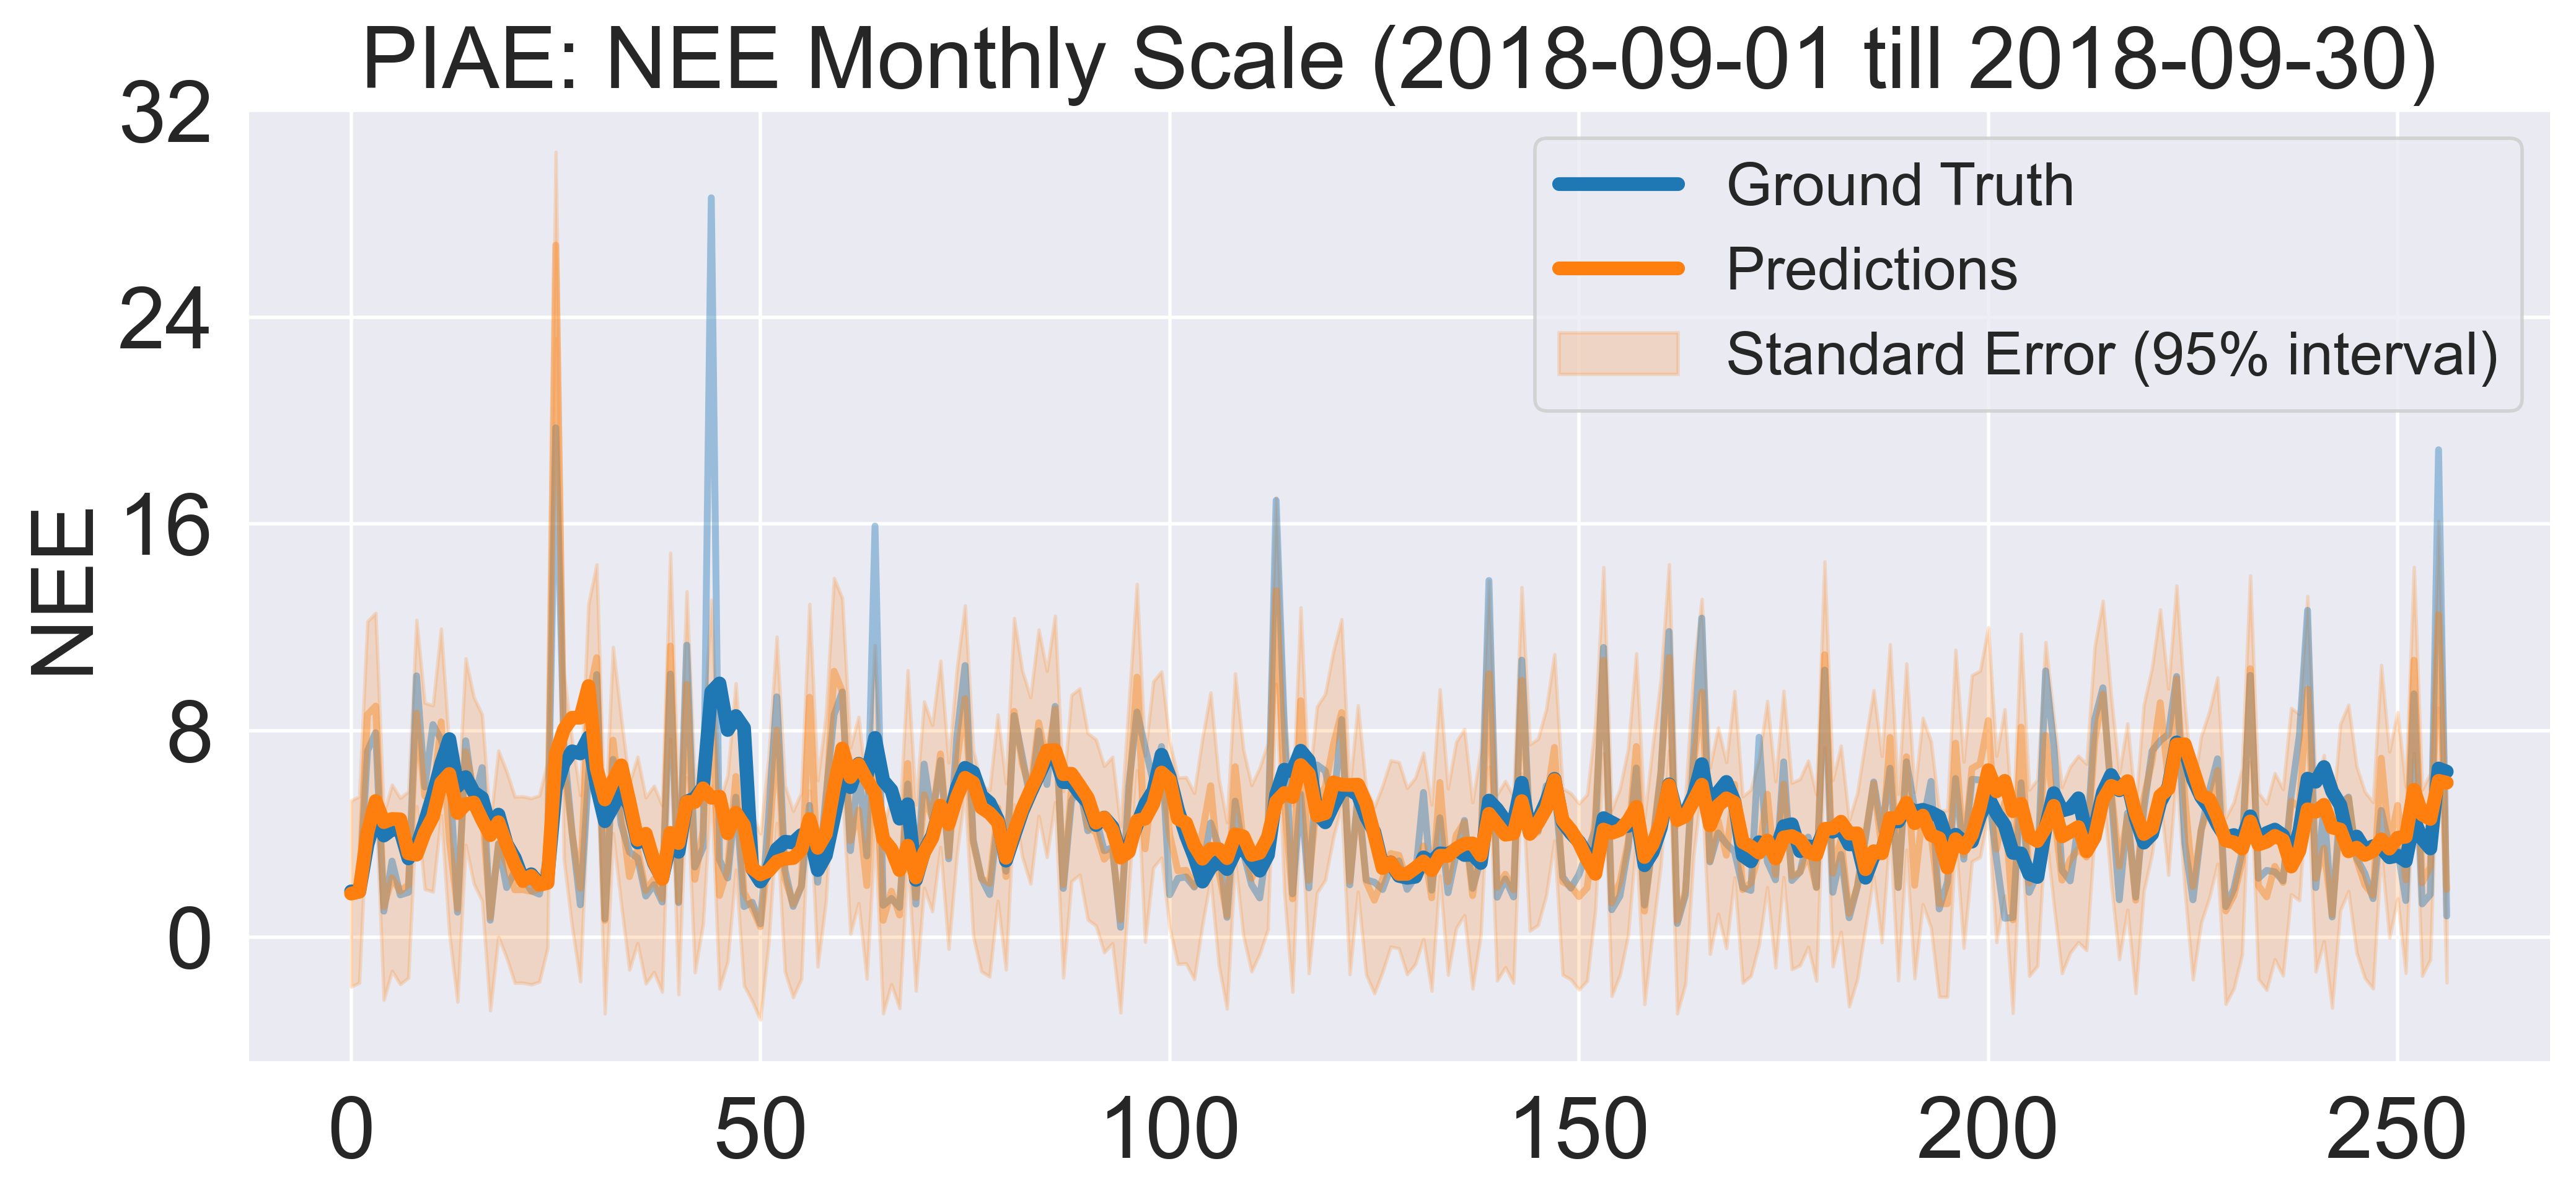 PIAE: NEE Monthly Scale (2018-09-01 till 2018-09-30)
32
24
16
8
0
NEE
Ground Truth
Predictions
Standard Error (95% interval)
0
50
100
150
200
250